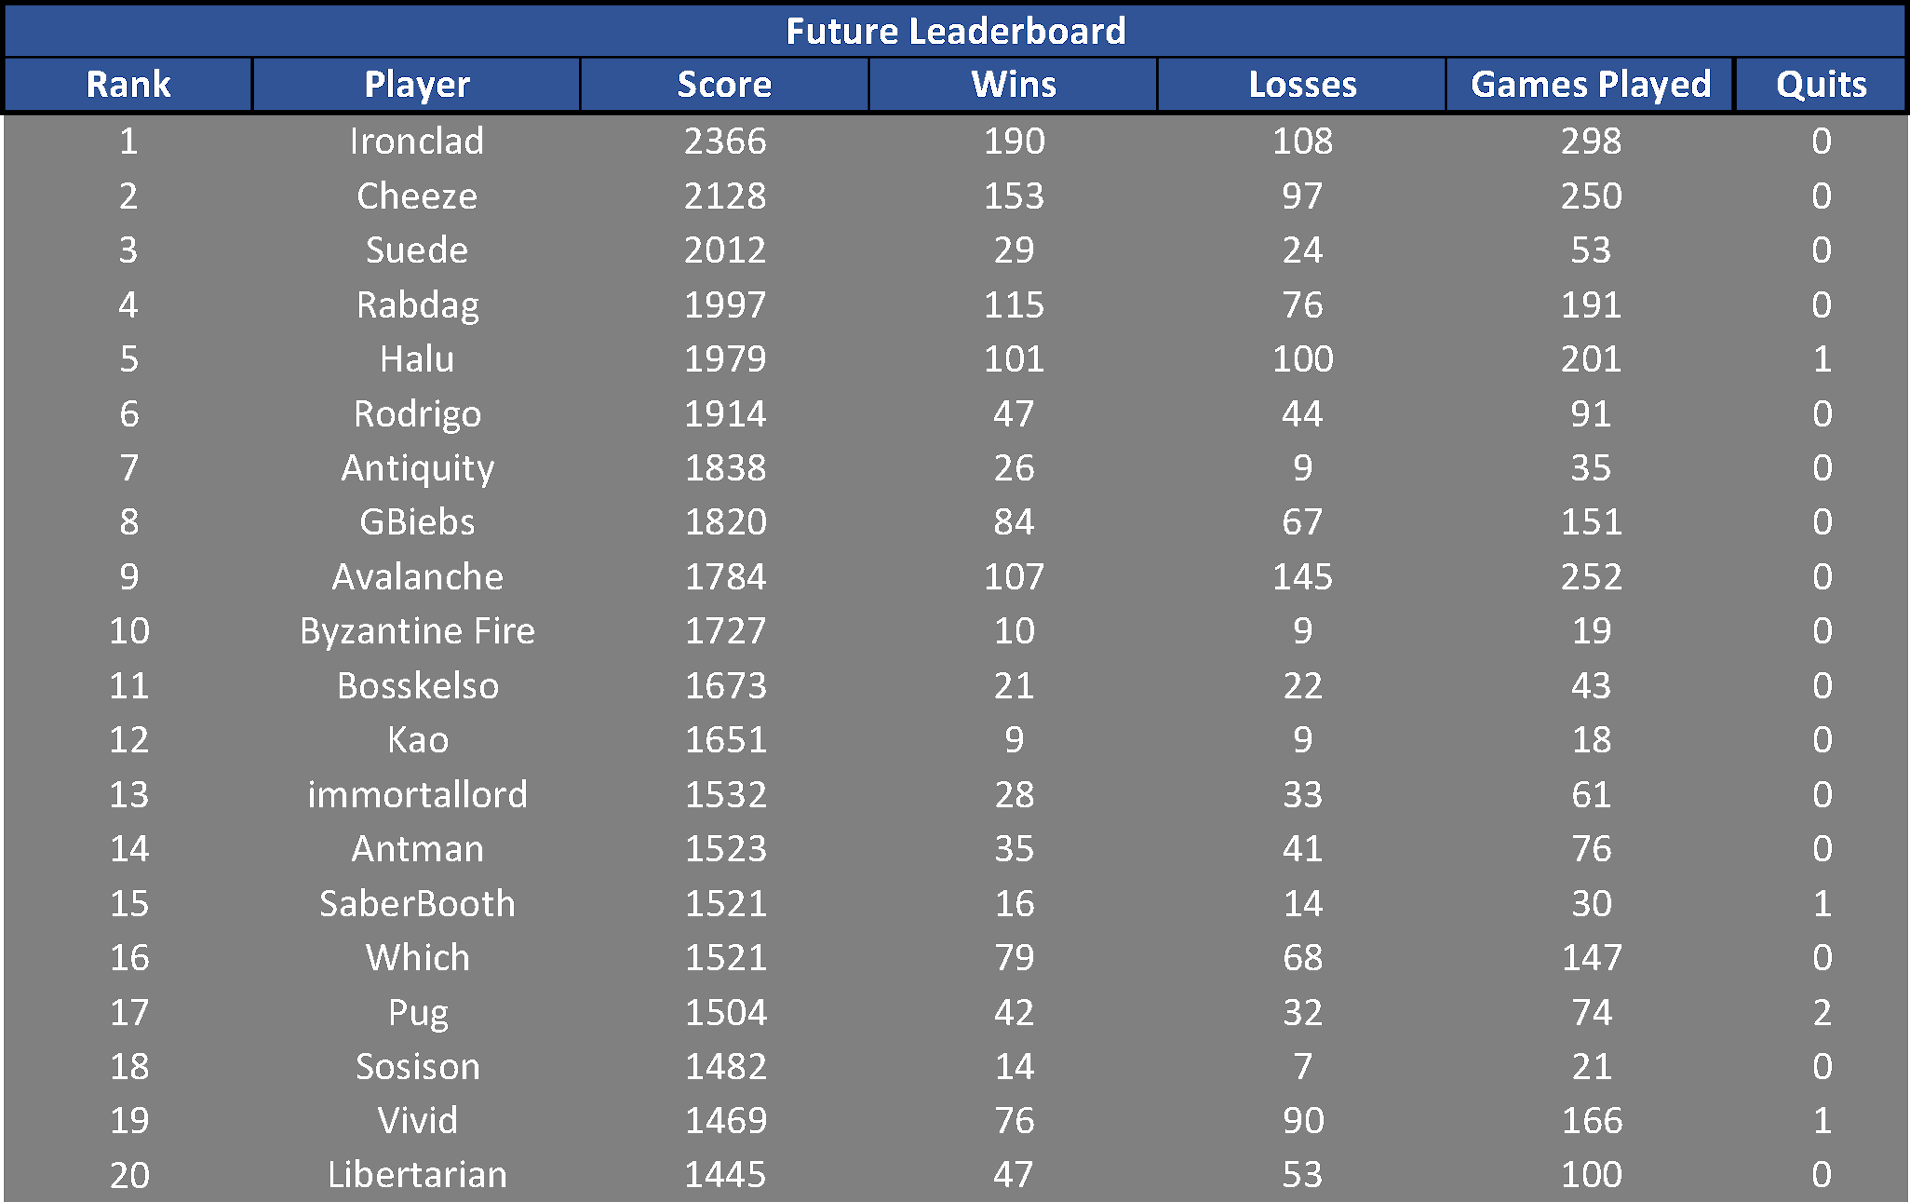 Future Leaderboard
Rank Player Score Wins Losses Games Played Quits
1 Ironclad 2366 190 108 298 0
2 Cheeze 2128 153 97 250 0
3 Suede 2012 29 24 53 0
4 Rabdag 1997 115 76 191 0
5 Halu 1979 101 100 201 1
6 Rodrigo 1914 47 44 91 0
7 Antiquity 1838 26 9 35 0
8 GBiebs 1820 84 67 151 0
9 Avalanche 1784 107 145 252 0
10 Byzantine Fire 1727 10 9 19 0
11 Bosskelso 1673 21 22 43 0
12 Kao 1651 9 9 18 0
13 immortallord 1532 28 33 61 0
14 Antman 1523 35 41 76 0
15 SaberBooth 1521 16 14 30 1
16 Which 1521 79 68 147 0
17 Pug 1504 42 32 74 2
18 Sosison 1482 14 7 21 0
19 Vivid 1469 76 90 166 1
20 Libertarian 1445 47 53 100 0